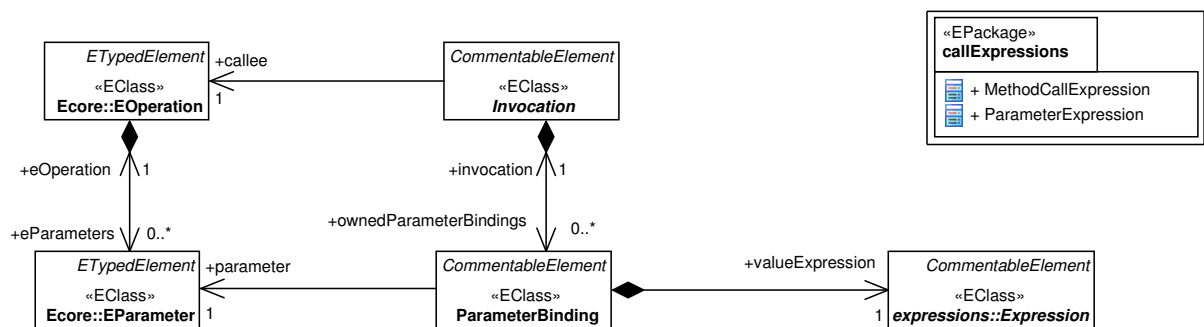 ETypedElement
«EClass»
Ecore::EOperation
+callee
1
CommentableElement
«EClass»
Invocation
«EPackage»
callExpressions
+ MethodCallExpression
+ ParameterExpression
+eOperation
1
+invocation
1
+eParameters
0..*
+ownedParameterBindings
0..*
ETypedElement
«EClass»
Ecore::EParameter
+parameter
1
CommentableElement
«EClass»
ParameterBinding
+valueExpression
1
CommentableElement
«EClass»
expressions::Expression